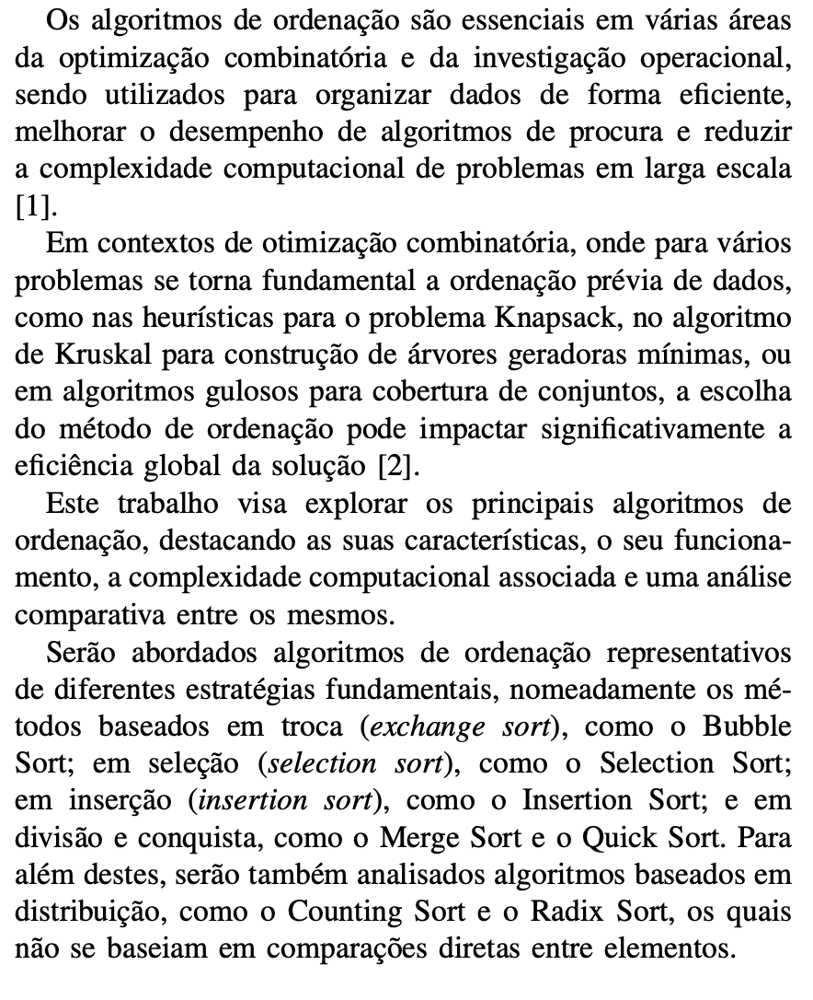 Os algoritmos de ordenação são essenciais em várias áreas
da optimização combinatória e da investigação operacional,
sendo utilizados para organizar dados de forma eficiente,
melhorar o desempenho de algoritmos de procura e reduzir
a complexidade computacional de problemas em larga escala
[1].
Em contextos de otimização combinatória, onde para vários
problemas se torna fundamental a ordenação prévia de dados,
como nas heurísticas para o problema Knapsack, no algoritmo
de Kruskal para construção de árvores geradoras mínimas, ou
em algoritmos gulosos para cobertura de conjuntos, a escolha
do método de ordenação pode impactar significativamente a
eficiência global da solução [2].
Este trabalho visa explorar os principais algoritmos de
ordenação, destacando as suas características, o seu funciona-
mento, a complexidade computacional associada e uma análise
comparativa entre os mesmos.
Serão abordados algoritmos de ordenação representativos
de diferentes estratégias fundamentais, nomeadamente os mé-
todos baseados em troca (exchange sort), como o Bubble
Sort; em seleção (selection sort), como o Selection Sort;
em inserção (insertion sort), como o Insertion Sort; e em
divisão e conquista, como o Merge Sort e o Quick Sort. Para
além destes, serão também analisados algoritmos baseados em
distribuição, como o Counting Sort e o Radix Sort, os quais
não se baseiam em comparações diretas entre elementos.